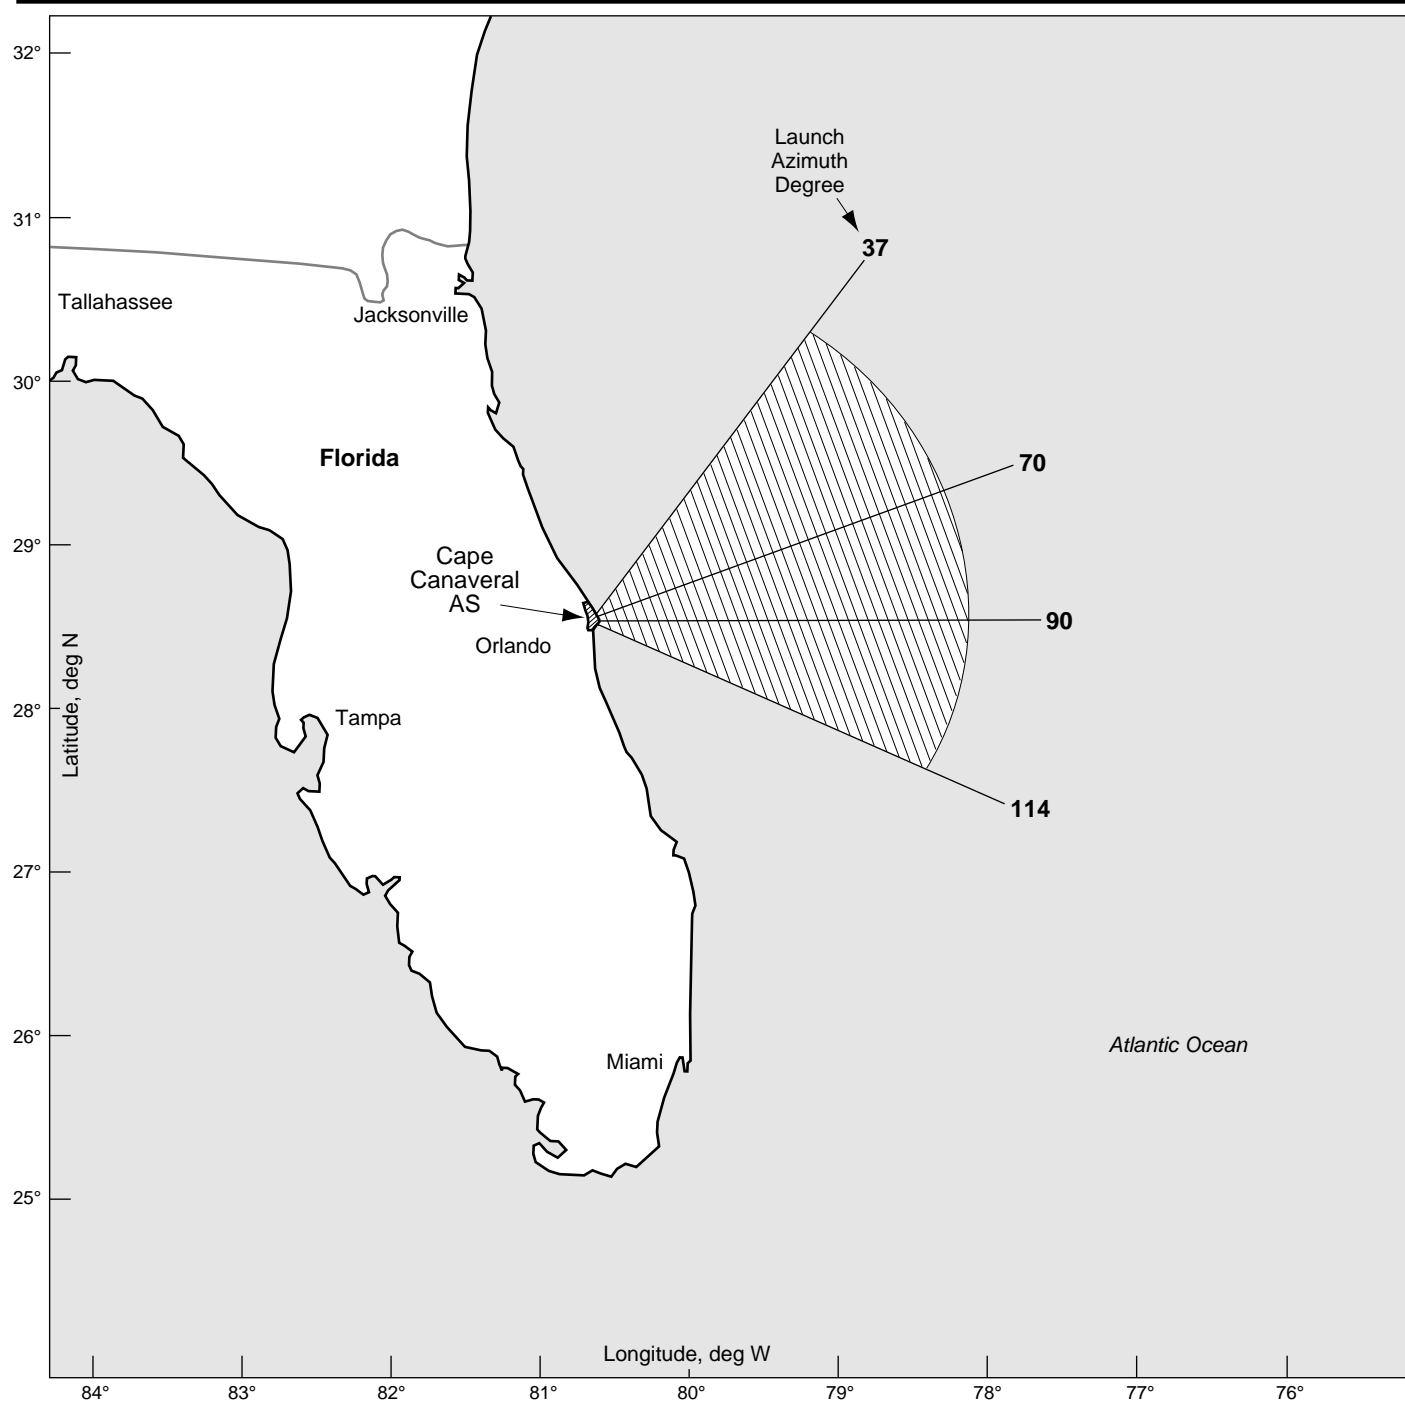 32°
Launch
Azimuth
Degree
31°
37
Tallahassee
Jacksonville
30°
Florida
70
29°
Cape
Canaveral
AS
90
Orlando
Latitude, deg N
28°
Tampa
114
27°
26°
Atlantic Ocean
Miami
25°
Longitude, deg W
84° 83° 82° 81° 80° 79° 78° 77° 76°